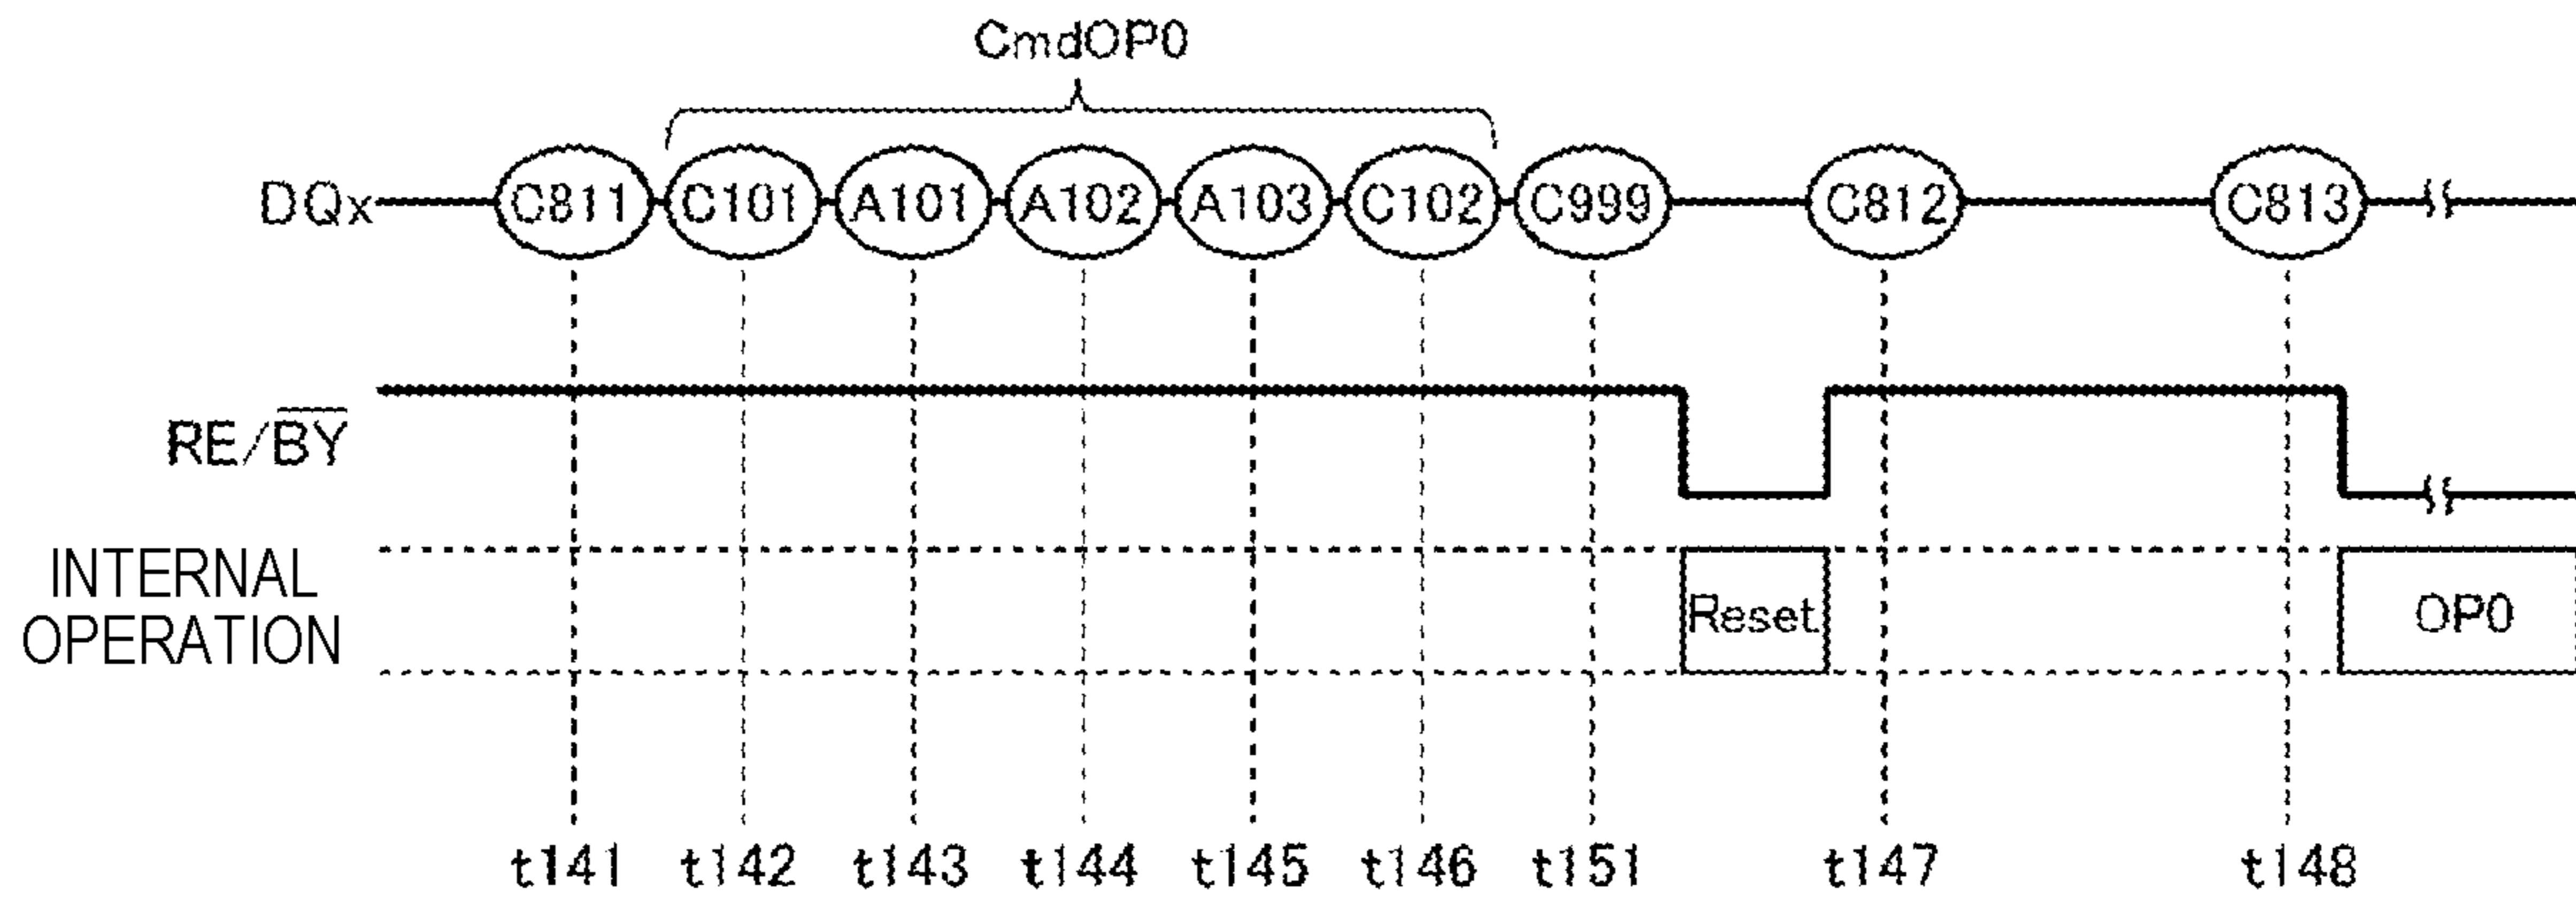 CmdOP0
DQx C811 C101 A101 A102 A103 C102 C999 C812 C813
RE/B̅Y̅
INTERNAL
OPERATION
Reset OP0
t141 t142 t143 t144 t145 t146 t151 t147 t148